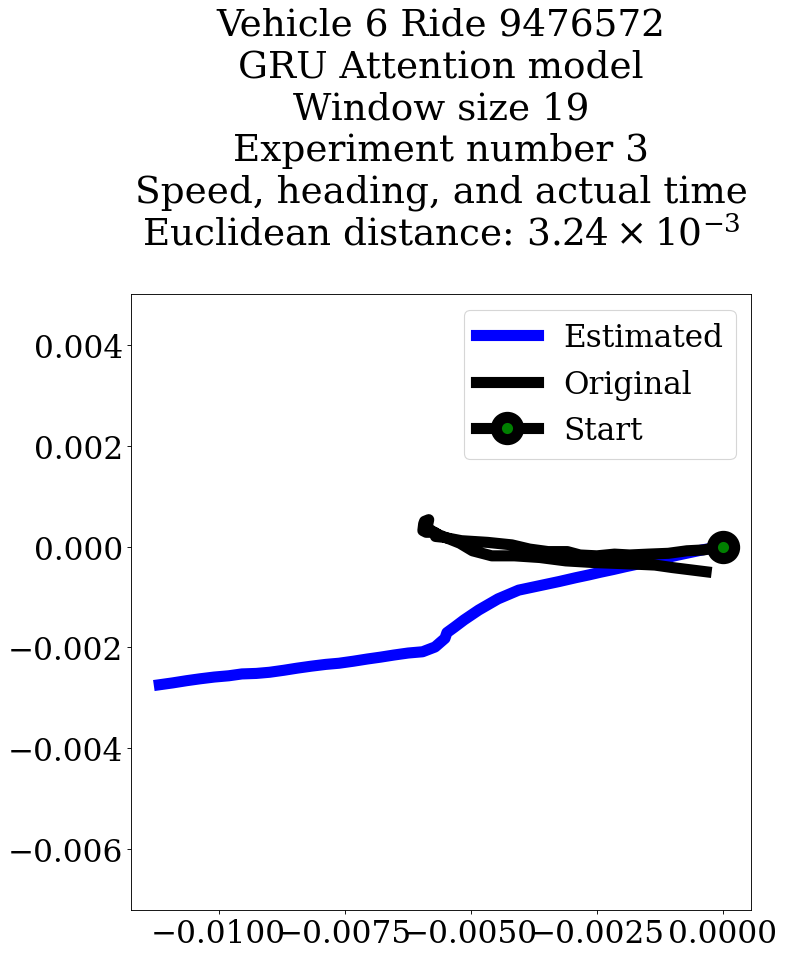 Vehicle 6 Ride 9476572
GRU Attention model
Window size 19
Experiment number 3
Speed, heading, and actual time
Euclidean distance: 3.24 × 10⁻³
Estimated
Original
Start
0.004
0.002
0.000
−0.002
−0.004
−0.006
−0.0100 −0.0075 −0.0050 −0.0025 0.0000